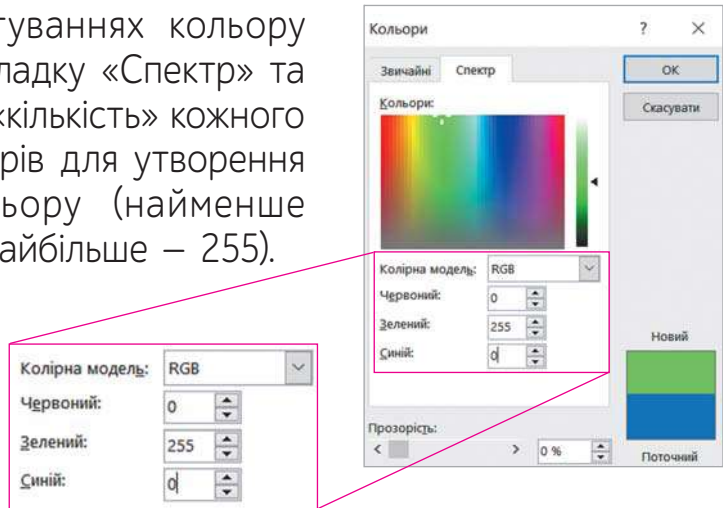 туваннях кольору
ладку «Спектр» та
«кількість» кожного
рів для утворення
ьору (найменше
айбільше – 255).
Кольори ? ×
Звичайні Спектр
ОК
Скасувати
Кольори:
Колірна модель: RGB
Червоний: 0
Зелений: 255
Синій: 0
Новий
Поточний
Прозорість:
< > 0 %
Колірна модель: RGB
Червоний: 0
Зелений: 255
Синій: 0